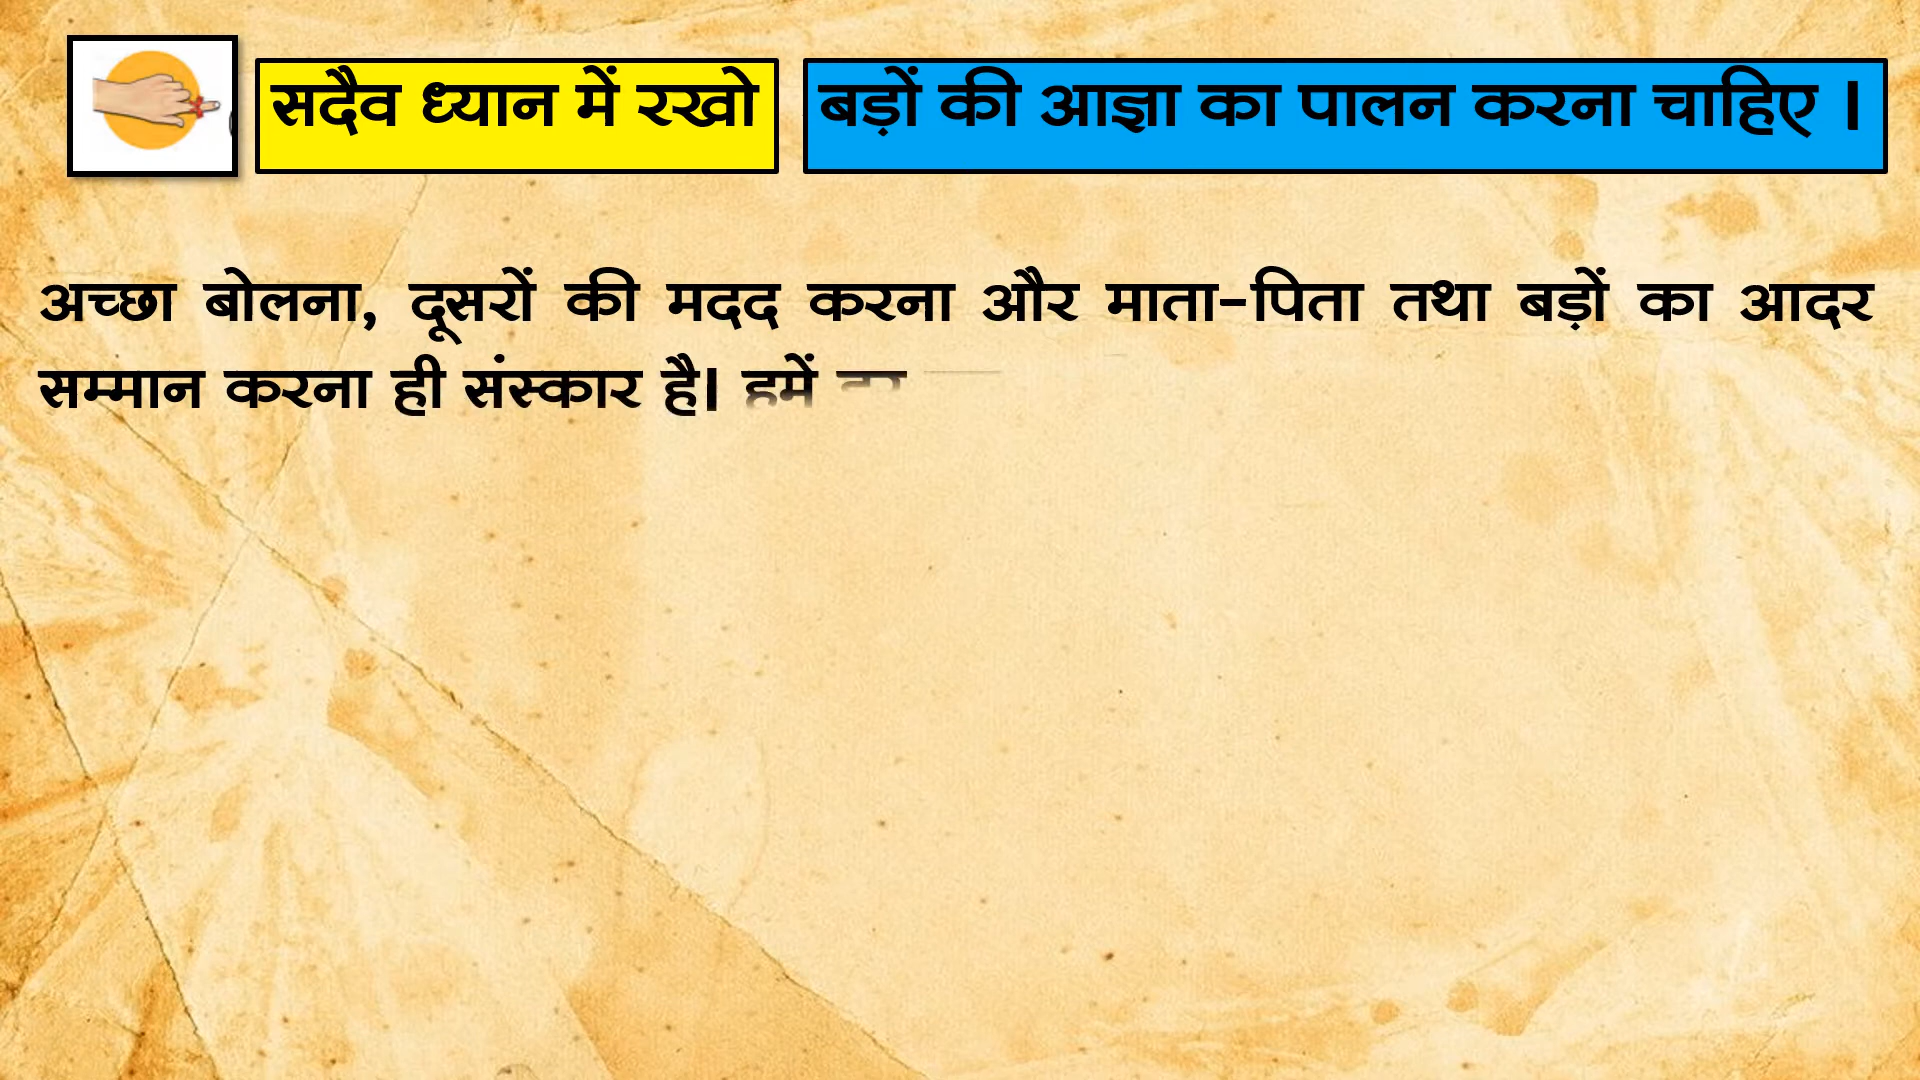 सदैव ध्यान में रखो
बड़ों की आज्ञा का पालन करना चाहिए ।
अच्छा बोलना, दूसरों की मदद करना और माता-पिता तथा बड़ों का आदर
सम्मान करना ही संस्कार है। हमें